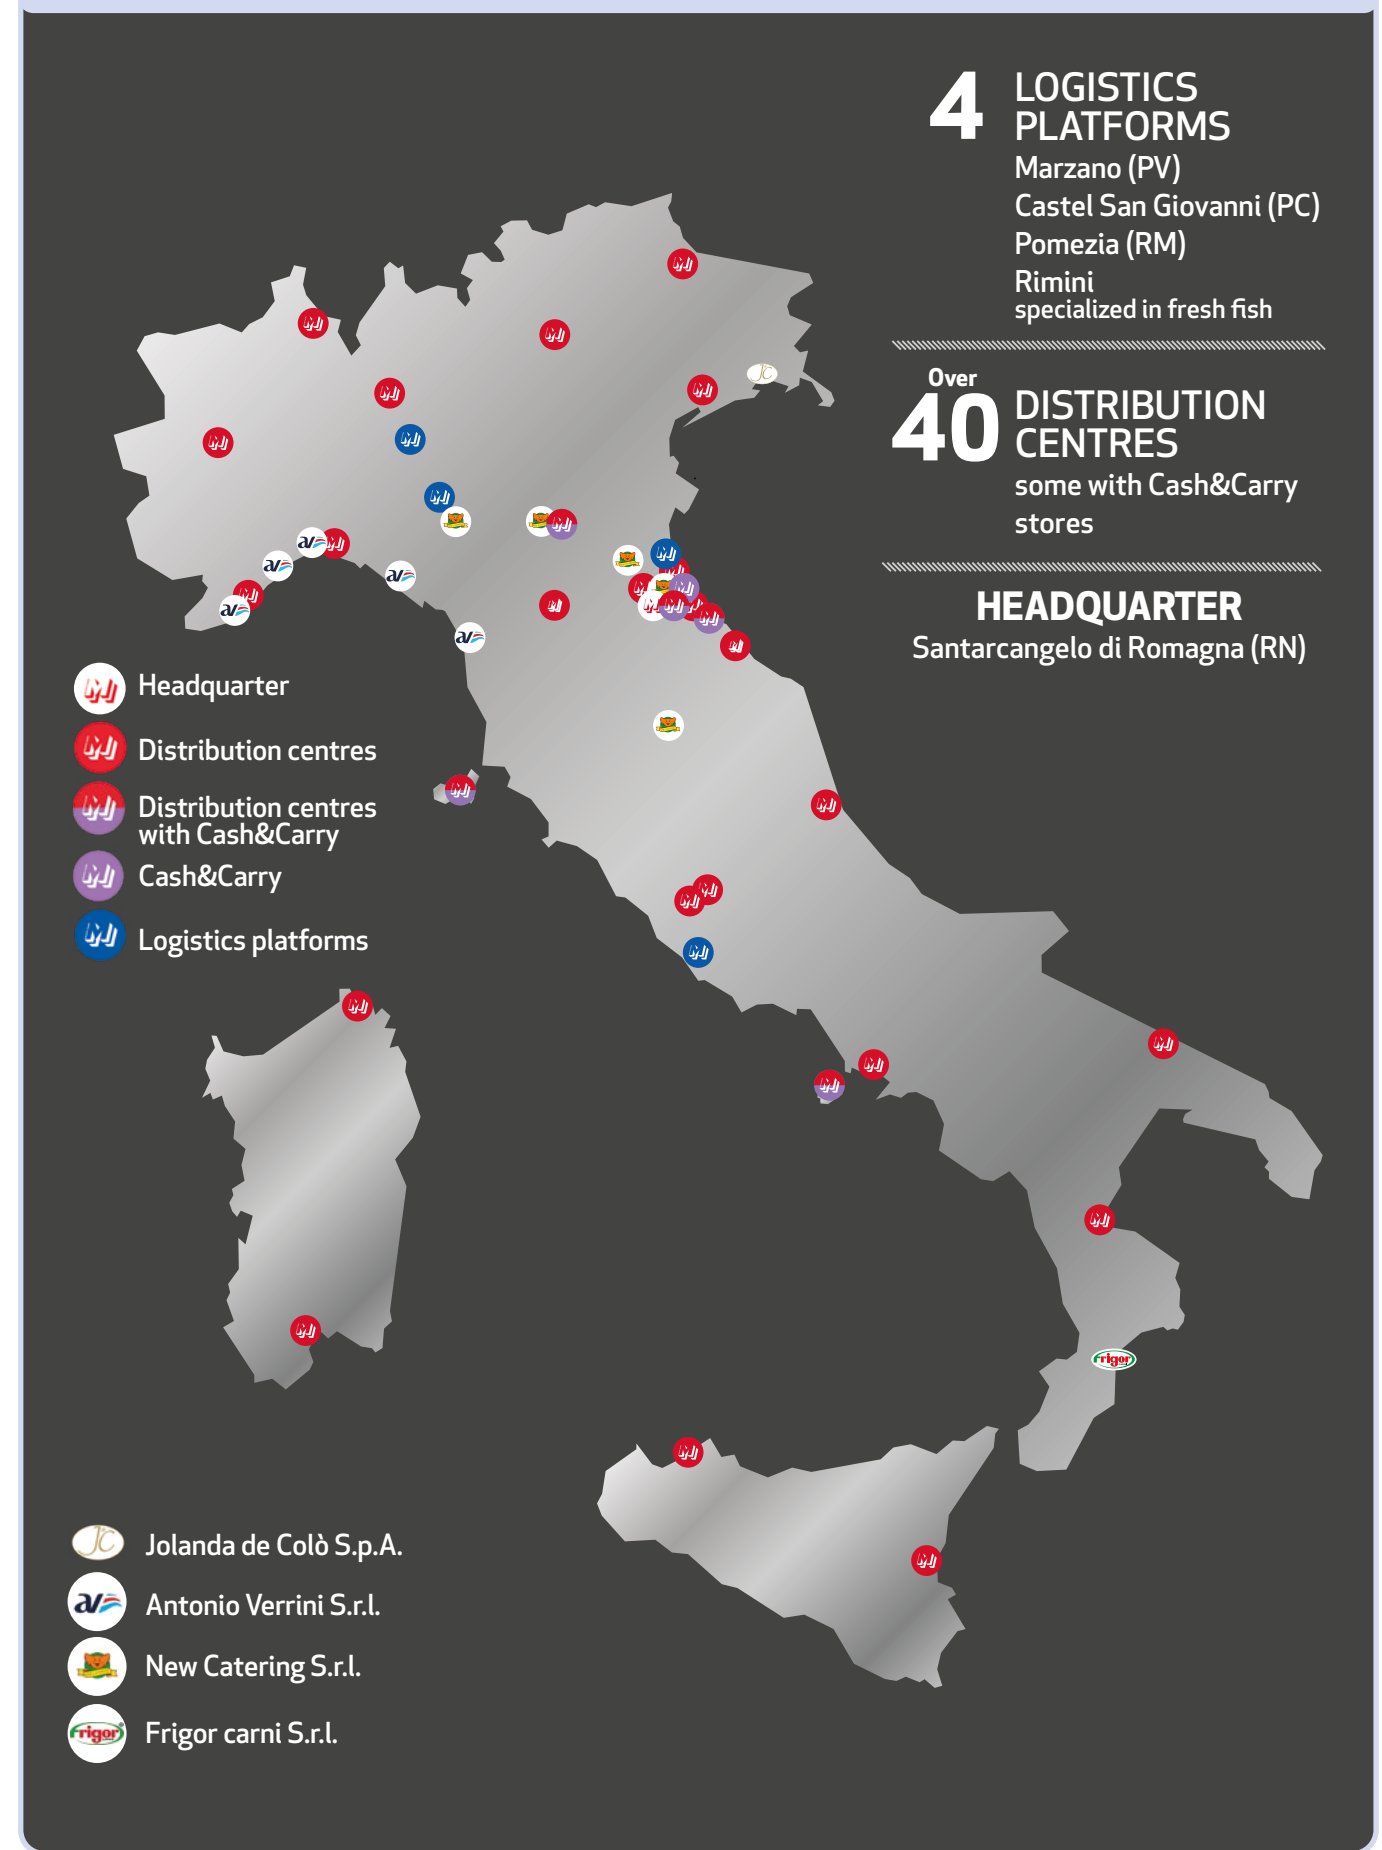 4
LOGISTICS
PLATFORMS
Marzano (PV)
Castel San Giovanni (PC)
Pomezia (RM)
Rimini
specialized in fresh fish
Over
40
DISTRIBUTION
CENTRES
some with Cash&Carry
stores
HEADQUARTER
Santarcangelo di Romagna (RN)
Headquarter
Distribution centres
Distribution centres
with Cash&Carry
Cash&Carry
Logistics platforms
frigor
Jolanda de Colò S.p.A.
Antonio Verrini S.r.l.
New Catering S.r.l.
frigor
Frigor carni S.r.l.